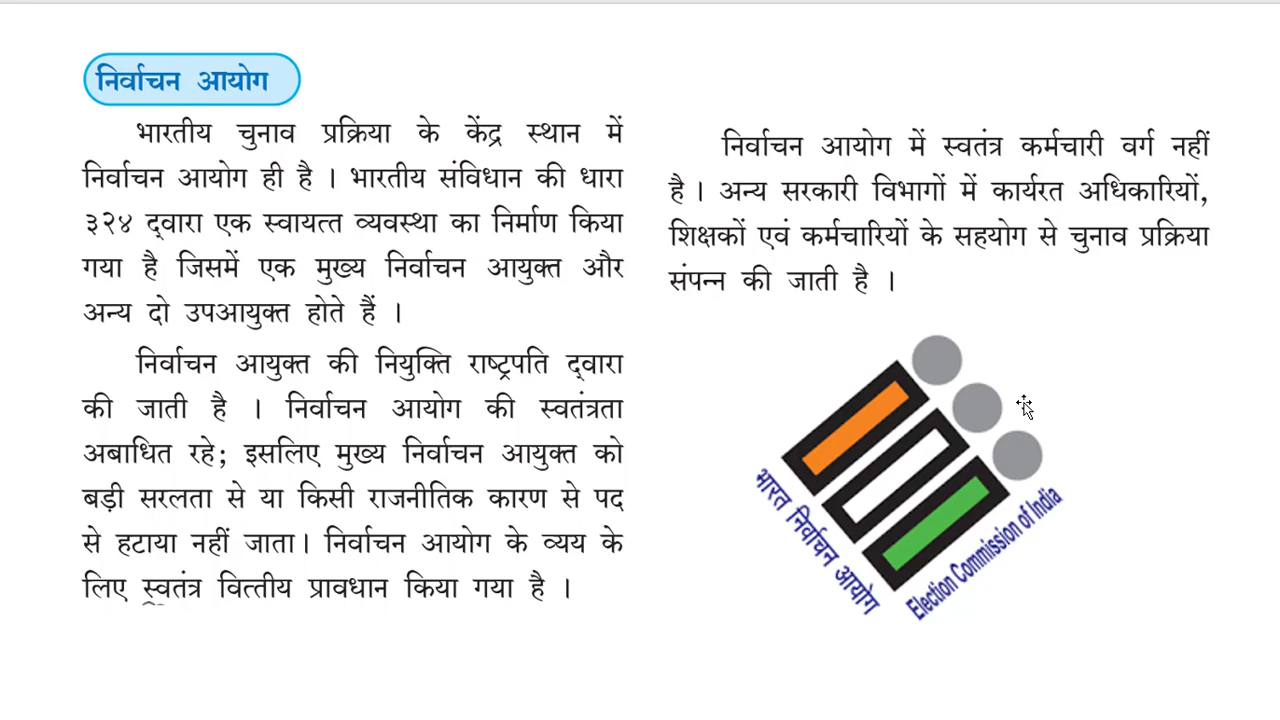 निर्वाचन आयोग
भारतीय चुनाव प्रक्रिया के केंद्र स्थान में
निर्वाचन आयोग ही है । भारतीय संविधान की धारा
३२४ द्‌वारा एक स्वायत्त व्यवस्था का निर्माण किया
गया है जिसमें एक मुख्य निर्वाचन आयुक्त और
अन्य दो उपआयुक्त होते हैं ।
निर्वाचन आयुक्त की नियुक्ति राष्ट्रपति द्‌वारा
की जाती है । निर्वाचन आयोग की स्वतंत्रता
अबाधित रहे; इसलिए मुख्य निर्वाचन आयुक्त को
बड़ी सरलता से या किसी राजनीतिक कारण से पद
से हटाया नहीं जाता। निर्वाचन आयोग के व्यय के
लिए स्वतंत्र वित्तीय प्रावधान किया गया है ।
निर्वाचन आयोग में स्वतंत्र कर्मचारी वर्ग नहीं
है । अन्य सरकारी विभागों में कार्यरत अधिकारियों,
शिक्षकों एवं कर्मचारियों के सहयोग से चुनाव प्रक्रिया
संपन्न की जाती है ।
भारत निर्वाचन आयोग
Election Commission of India